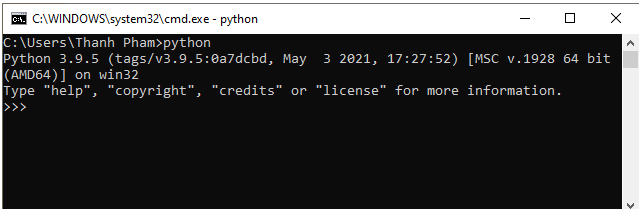 C:\WINDOWS\system32\cmd.exe - python
C:\Users\Thanh Pham>python
Python 3.9.5 (tags/v3.9.5:0a7dcbd, May  3 2021, 17:27:52) [MSC v.1928 64 bit
(AMD64)] on win32
Type "help", "copyright", "credits" or "license" for more information.
>>>